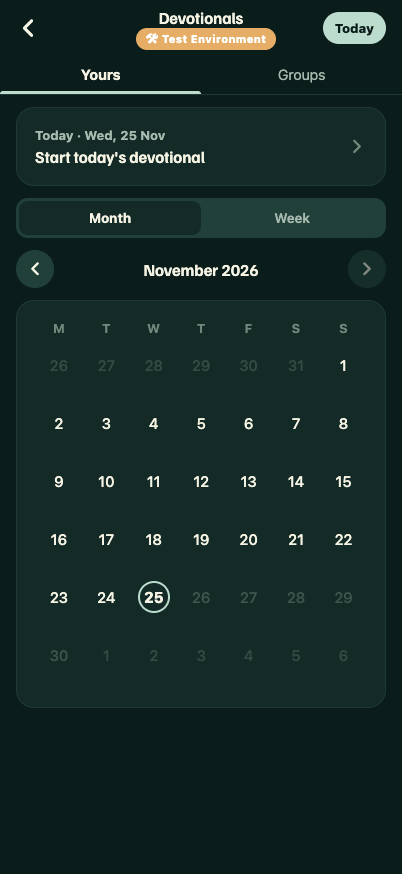 Devotionals
🛠 Test Environment
Today
Yours
Groups
Today · Wed, 25 Nov
Start today's devotional
Month
Week
November 2026
M T W T F S S
26 27 28 29 30 31 1
2 3 4 5 6 7 8
9 10 11 12 13 14 15
16 17 18 19 20 21 22
23 24 25 26 27 28 29
30 1 2 3 4 5 6